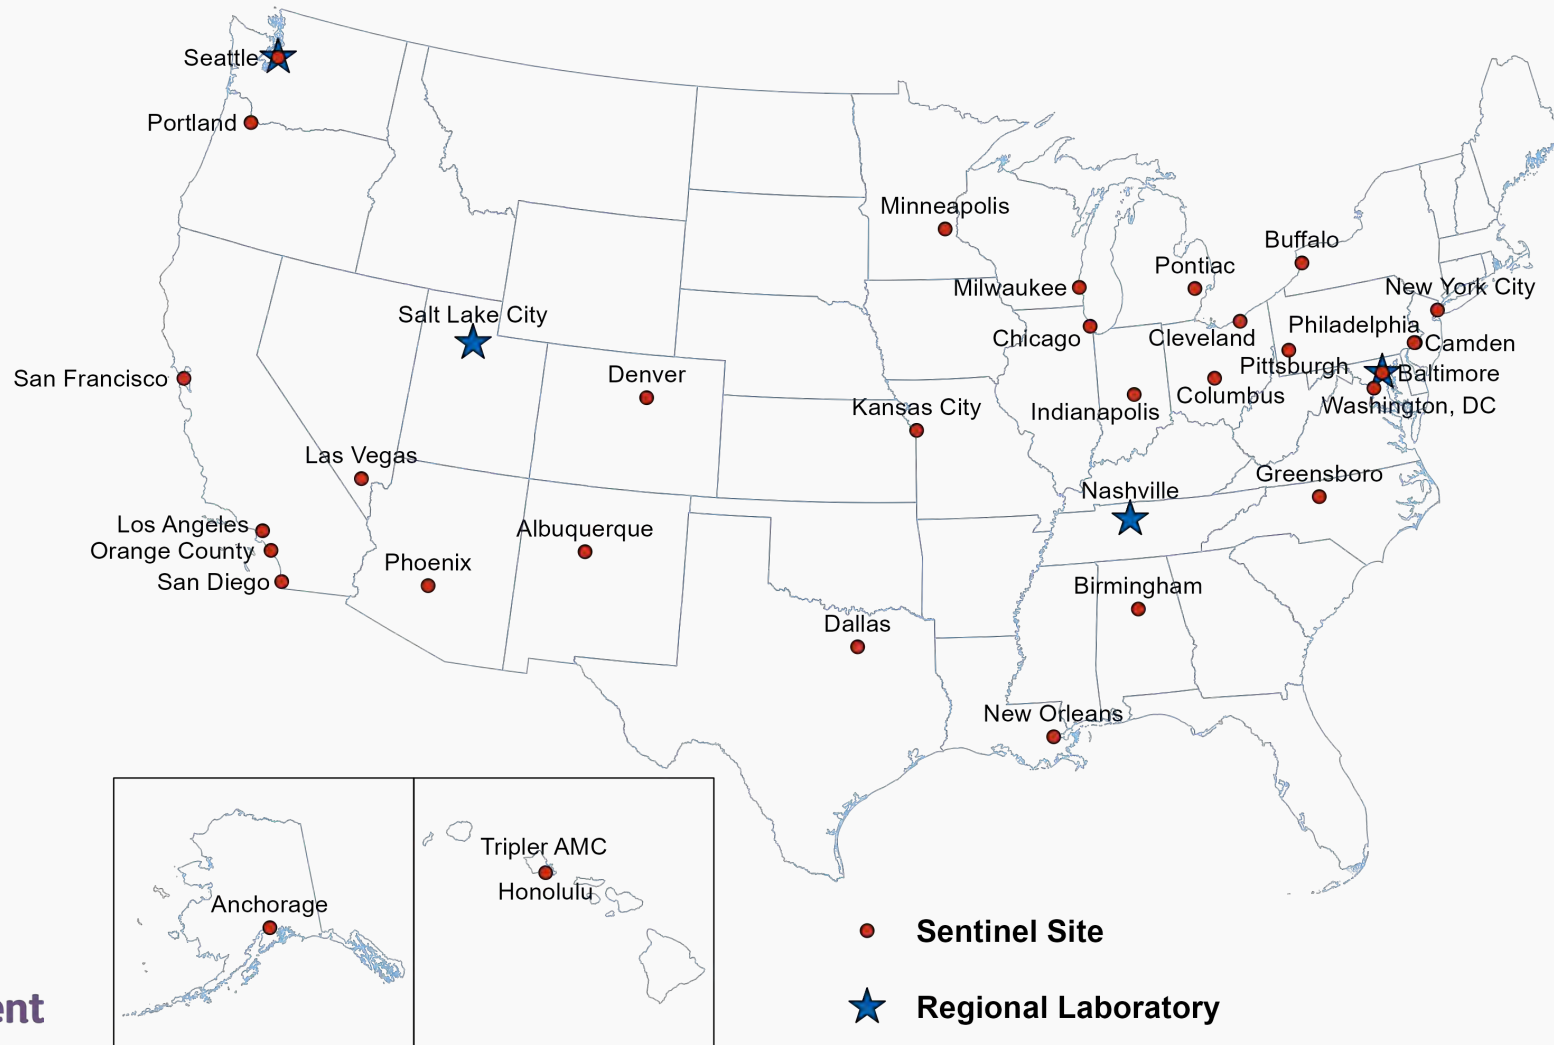 Seattle
Portland
Minneapolis
Buffalo
Pontiac
Milwaukee
New York City
Salt Lake City
Chicago
Cleveland
Philadelphia
Camden
San Francisco
Denver
Pittsburgh
Baltimore
Columbus
Kansas City
Indianapolis
Washington, DC
Las Vegas
Greensboro
Nashville
Los Angeles
Albuquerque
Orange County
Phoenix
San Diego
Birmingham
Dallas
New Orleans
Tripler AMC
Honolulu
Anchorage
Sentinel Site
Regional Laboratory